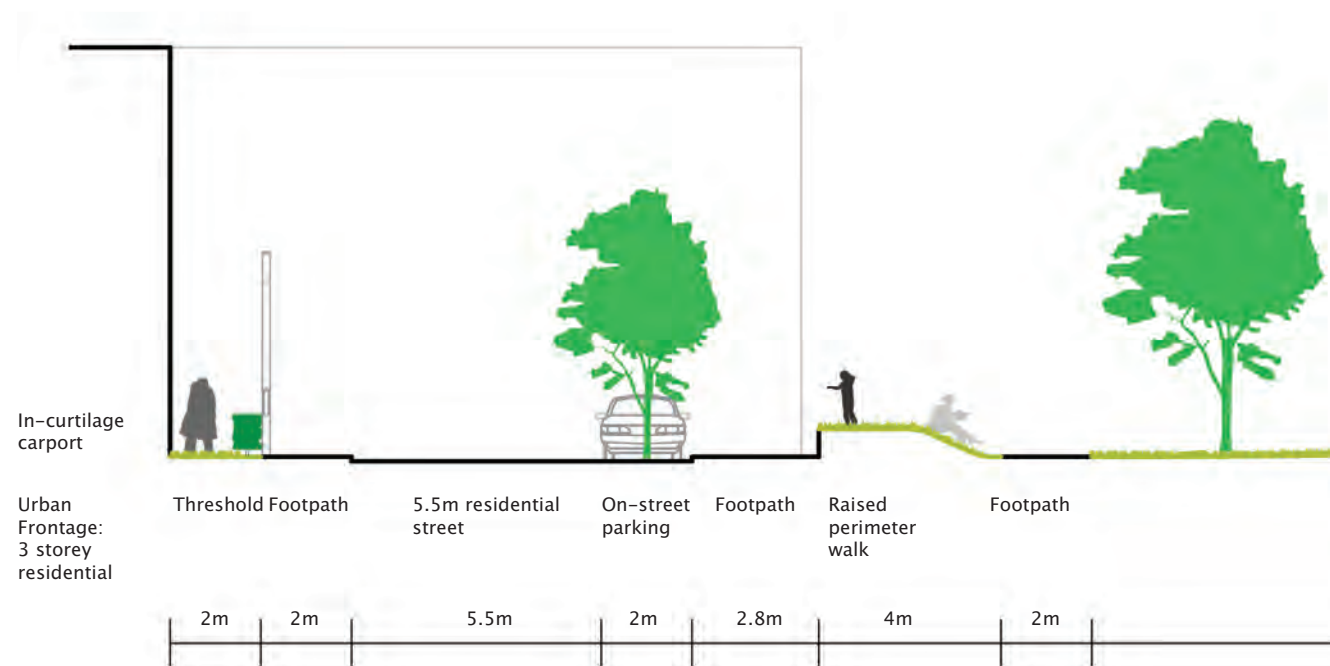 In-curtilage
carport
Urban
Frontage:
3 storey
residential
Threshold
Footpath
5.5m residential
street
On-street
parking
Footpath
Raised
perimeter
walk
Footpath
2m
2m
5.5m
2m
2.8m
4m
2m